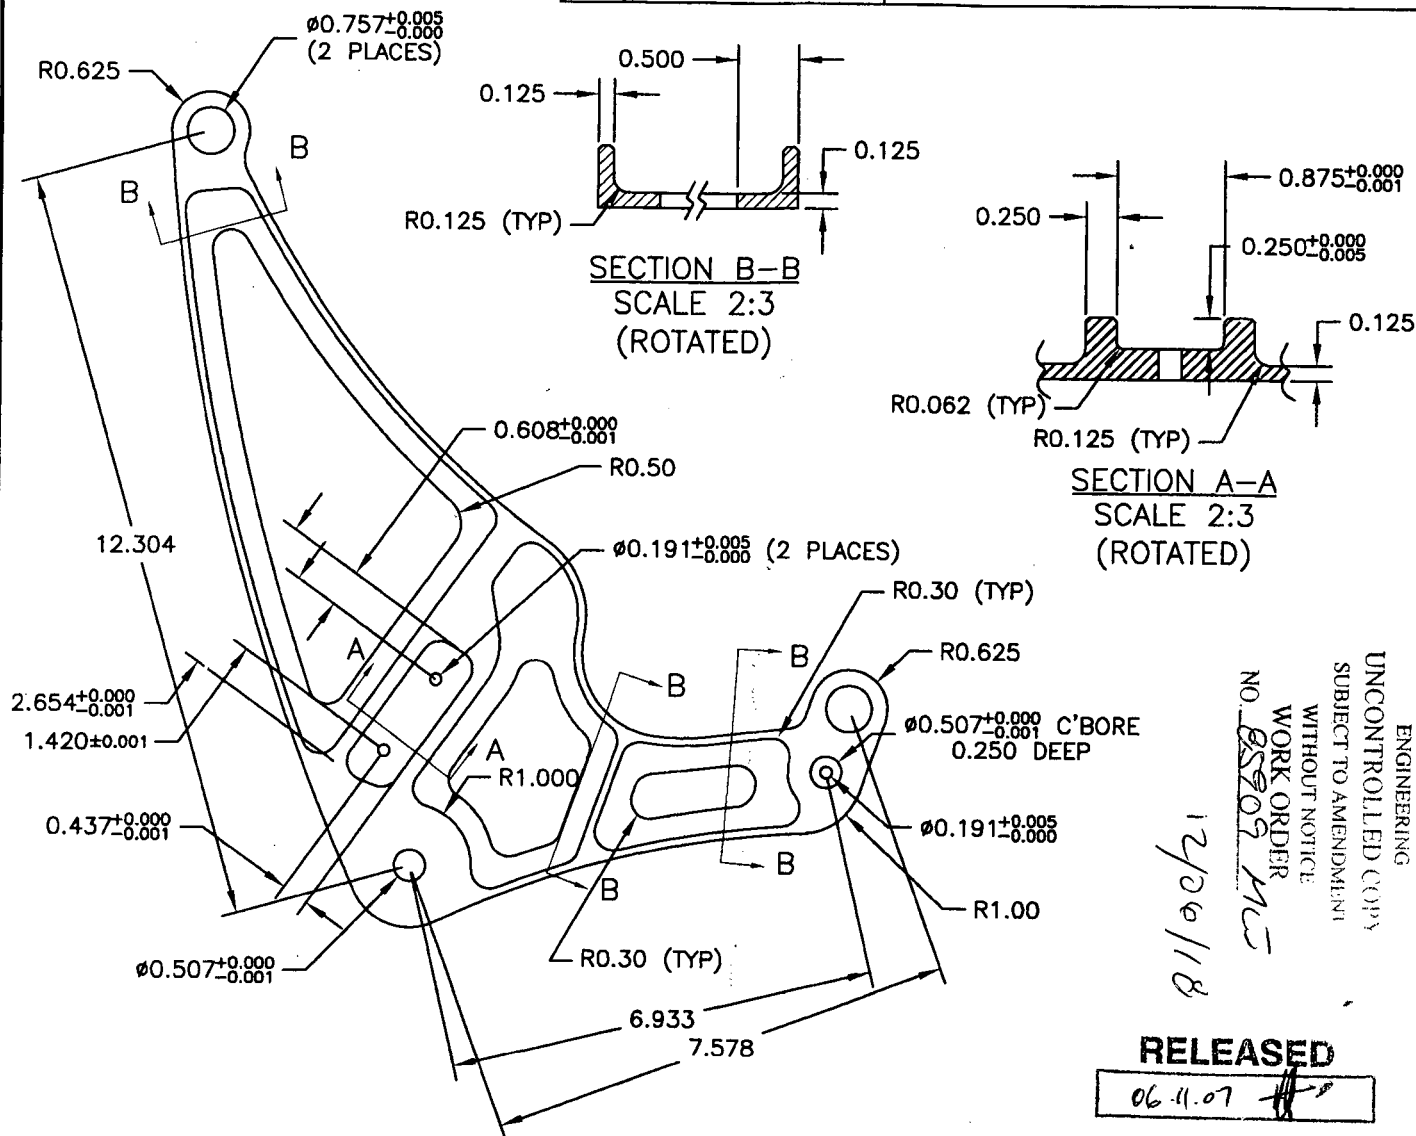 ø0.757+0.005 -0.000
(2 PLACES)
R0.625
B
B
0.500
0.125
0.125
R0.125 (TYP)
SECTION B-B
SCALE 2:3
(ROTATED)
0.875+0.000 -0.001
0.250
0.250+0.000 -0.005
0.125
R0.062 (TYP)
R0.125 (TYP)
SECTION A-A
SCALE 2:3
(ROTATED)
0.608+0.000 -0.001
R0.50
12.304
ø0.191+0.005 -0.000 (2 PLACES)
R0.30 (TYP)
A
A
B
B
R0.625
2.654+0.000 -0.001
1.420±0.001
ø0.507+0.000 -0.001 C'BORE
0.250 DEEP
R1.000
0.437+0.000 -0.001
ø0.191+0.005 -0.000
B
B
R1.00
ø0.507+0.000 -0.001
R0.30 (TYP)
6.933
7.578
ENGINEERING
UNCONTROLLED COPY
SUBJECT TO AMENDMENT
WITHOUT NOTICE
WORK ORDER
NO.
12/06/18
RELEASED
06.11.07